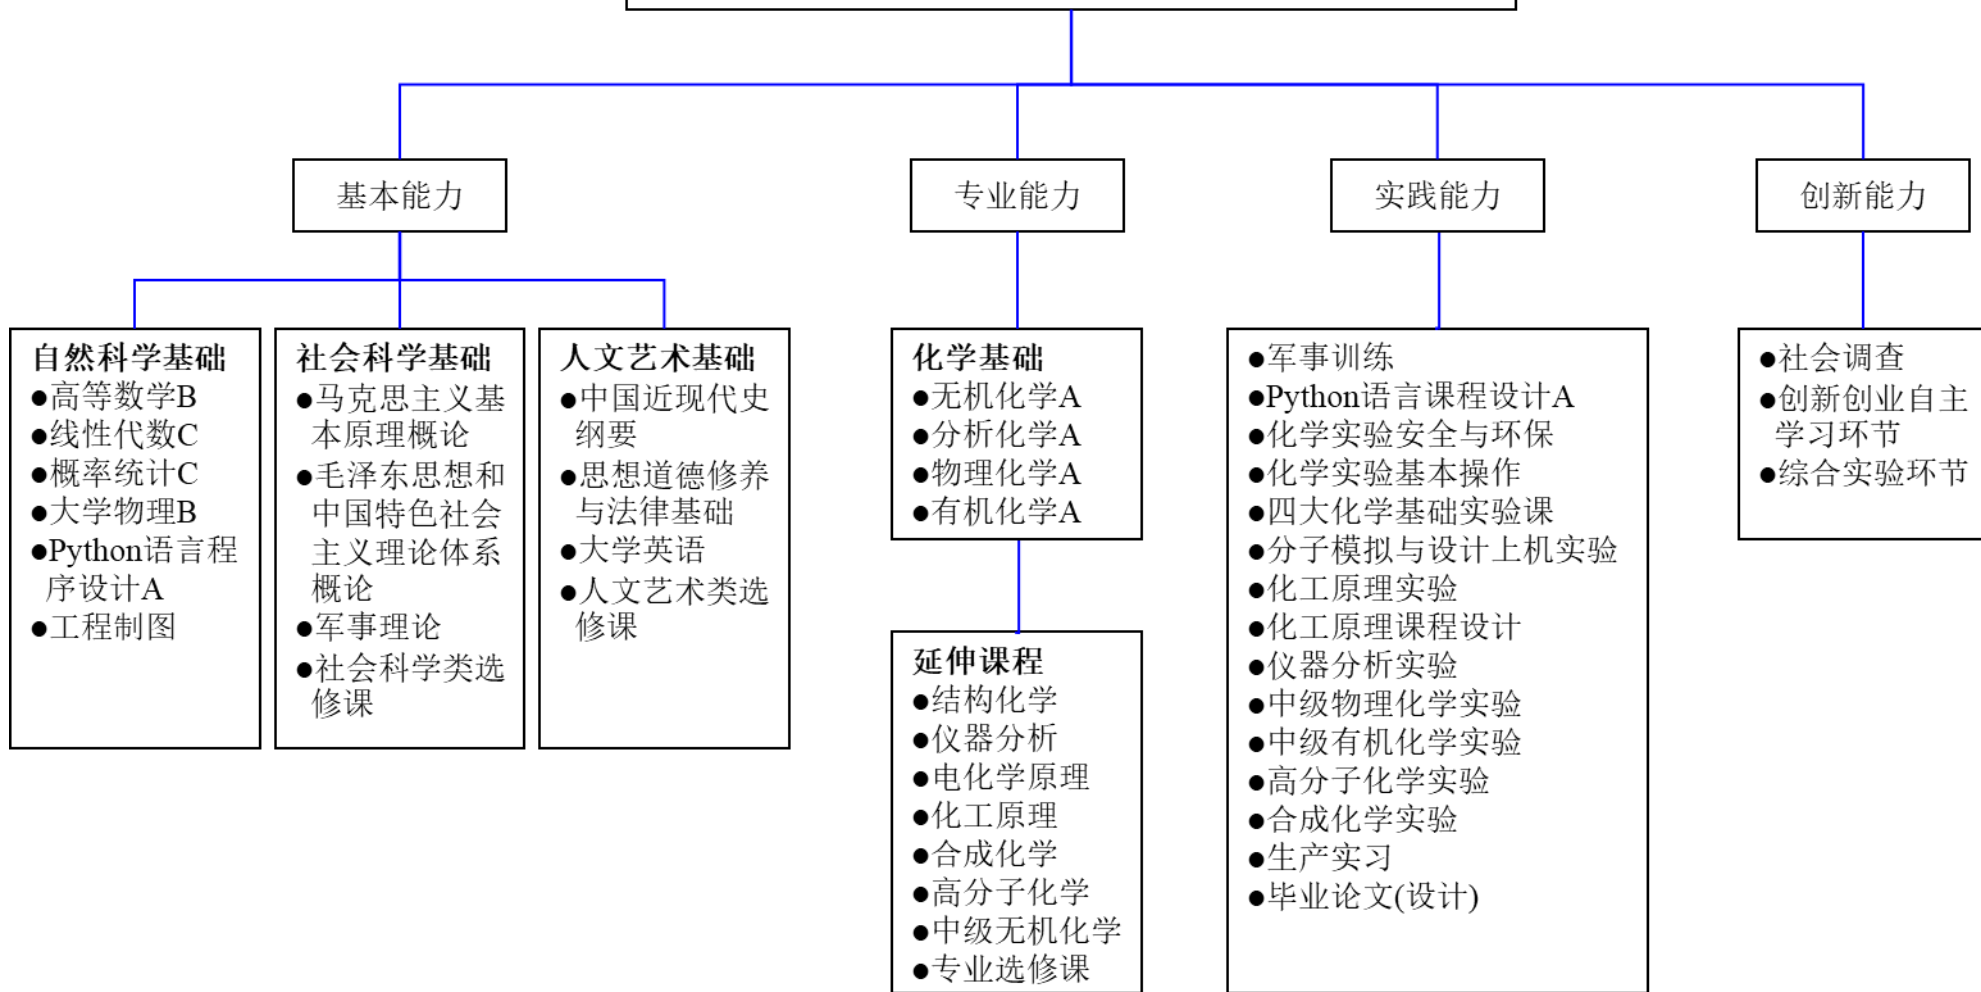 基本能力
专业能力
实践能力
创新能力
自然科学基础
●高等数学B
●线性代数C
●概率统计C
●大学物理B
●Python语言程
序设计A
●工程制图
社会科学基础
●马克思主义基
本原理概论
●毛泽东思想和
中国特色社会
主义理论体系
概论
●军事理论
●社会科学类选
修课
人文艺术基础
●中国近现代史
纲要
●思想道德修养
与法律基础
●大学英语
●人文艺术类选
修课
化学基础
●无机化学A
●分析化学A
●物理化学A
●有机化学A
延伸课程
●结构化学
●仪器分析
●电化学原理
●化工原理
●合成化学
●高分子化学
●中级无机化学
●专业选修课
●军事训练
●Python语言课程设计A
●化学实验安全与环保
●化学实验基本操作
●四大化学基础实验课
●分子模拟与设计上机实验
●化工原理实验
●化工原理课程设计
●仪器分析实验
●中级物理化学实验
●中级有机化学实验
●高分子化学实验
●合成化学实验
●生产实习
●毕业论文(设计)
●社会调查
●创新创业自主
学习环节
●综合实验环节